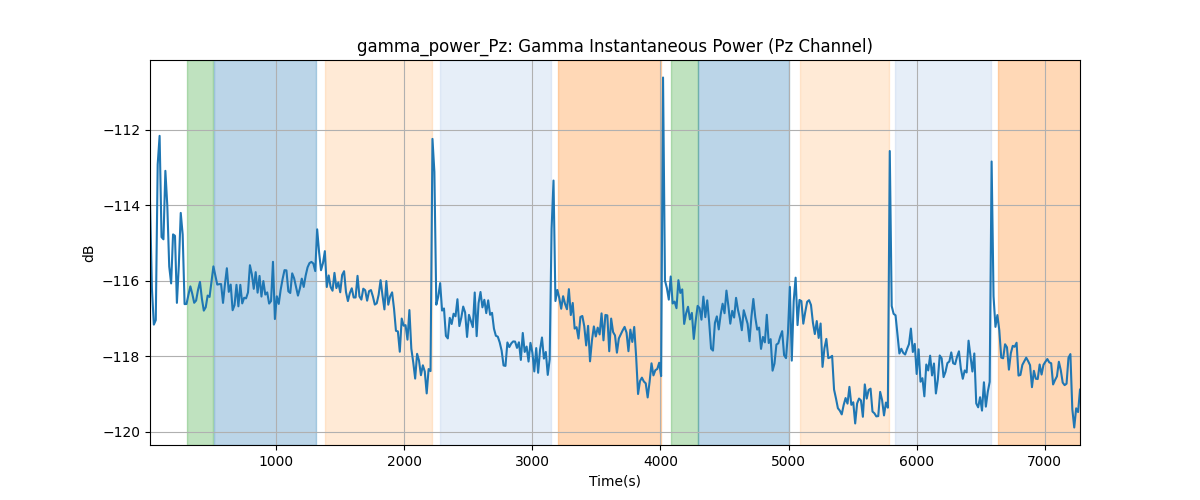 gamma_power_Pz: Gamma Instantaneous Power (Pz Channel)
−112
−114
−116
−118
−120
dB
1000 2000 3000 4000 5000 6000 7000
Time(s)